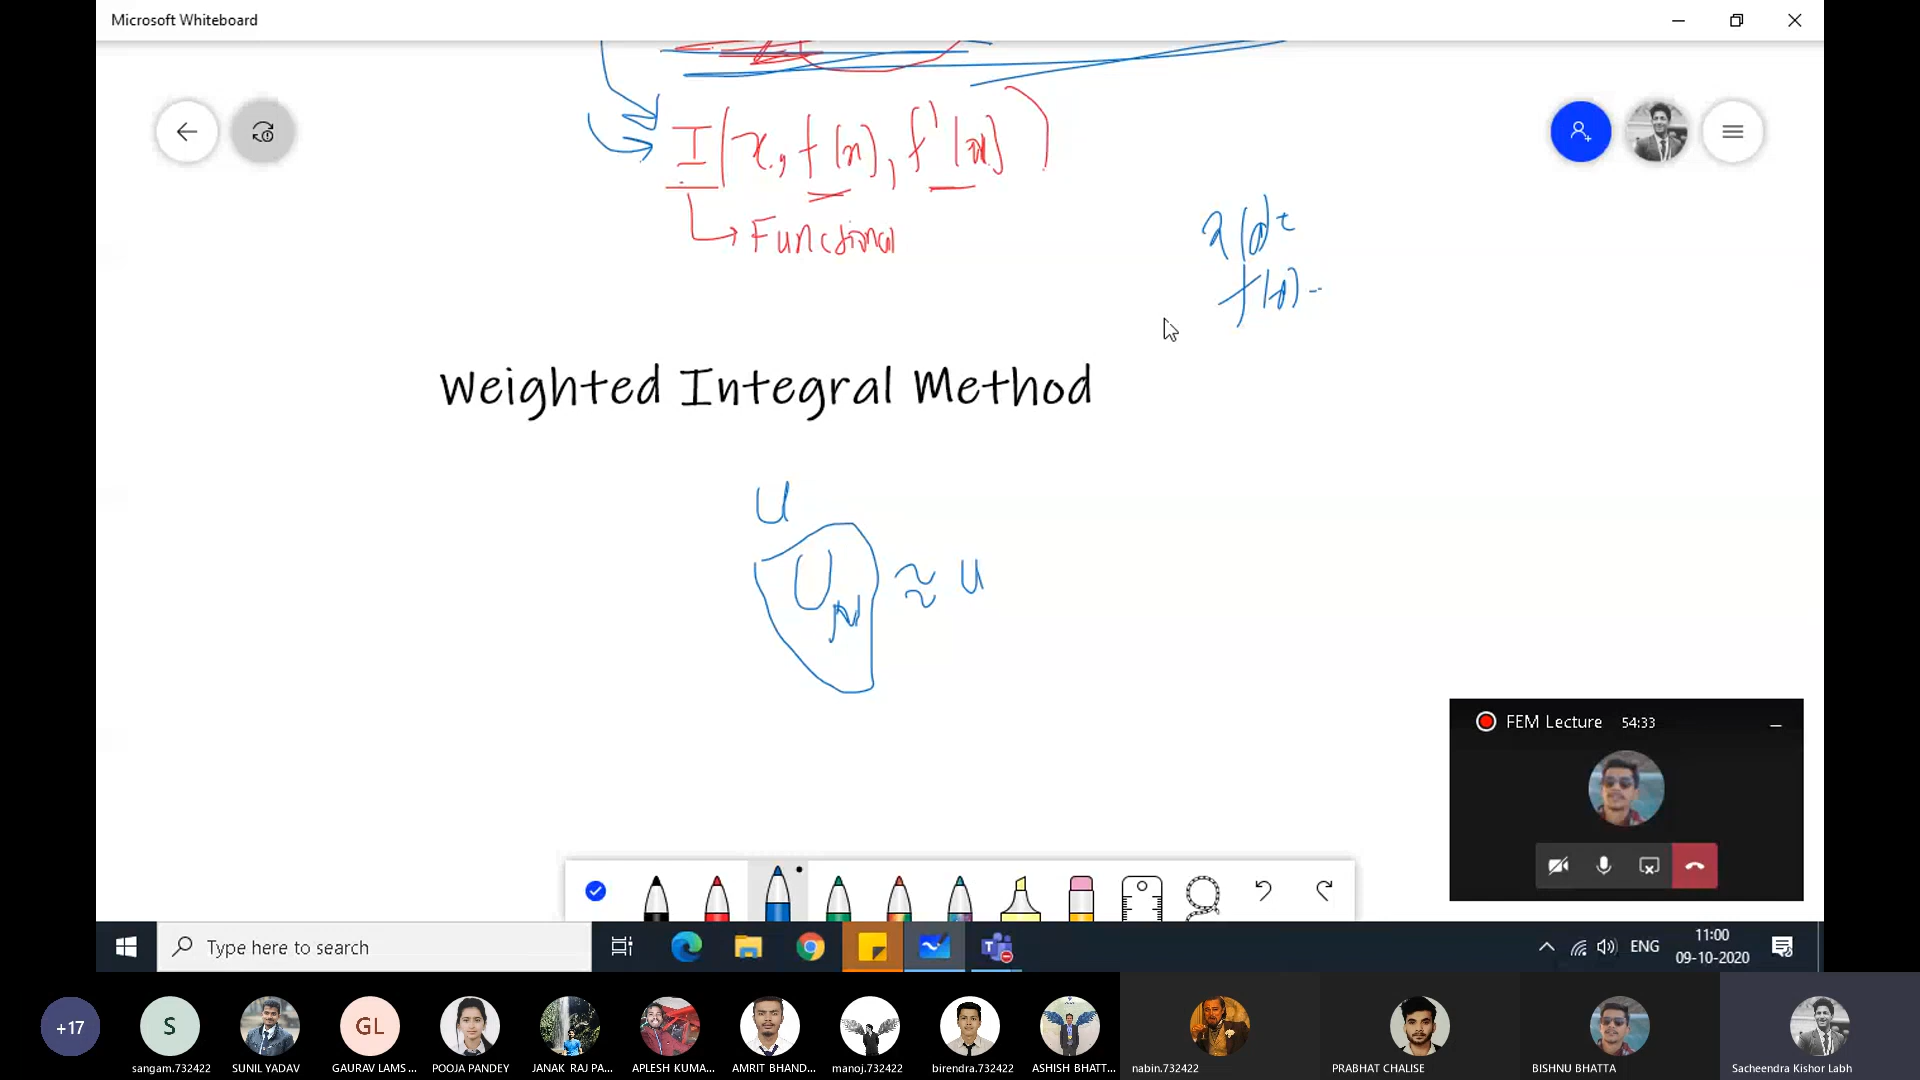 Microsoft Whiteboard
I(x, f(x), f'(x))
→ Functional
Weighted Integral Method
u
U_N ≈ u
FEM Lecture 54:33
Type here to search
ENG
11:00
09-10-2020
+17
S
GL
sangam.732422
SUNIL YADAV
GAURAV LAMS...
POOJA PANDEY
JANAK RAJ PA...
APLESH KUMA...
AMRIT BHAND...
manoj.732422
birendra.732422
ASHISH BHATT...
nabin.732422
PRABHAT CHALISE
BISHNU BHATTA
Sacheendra Kishor Labh